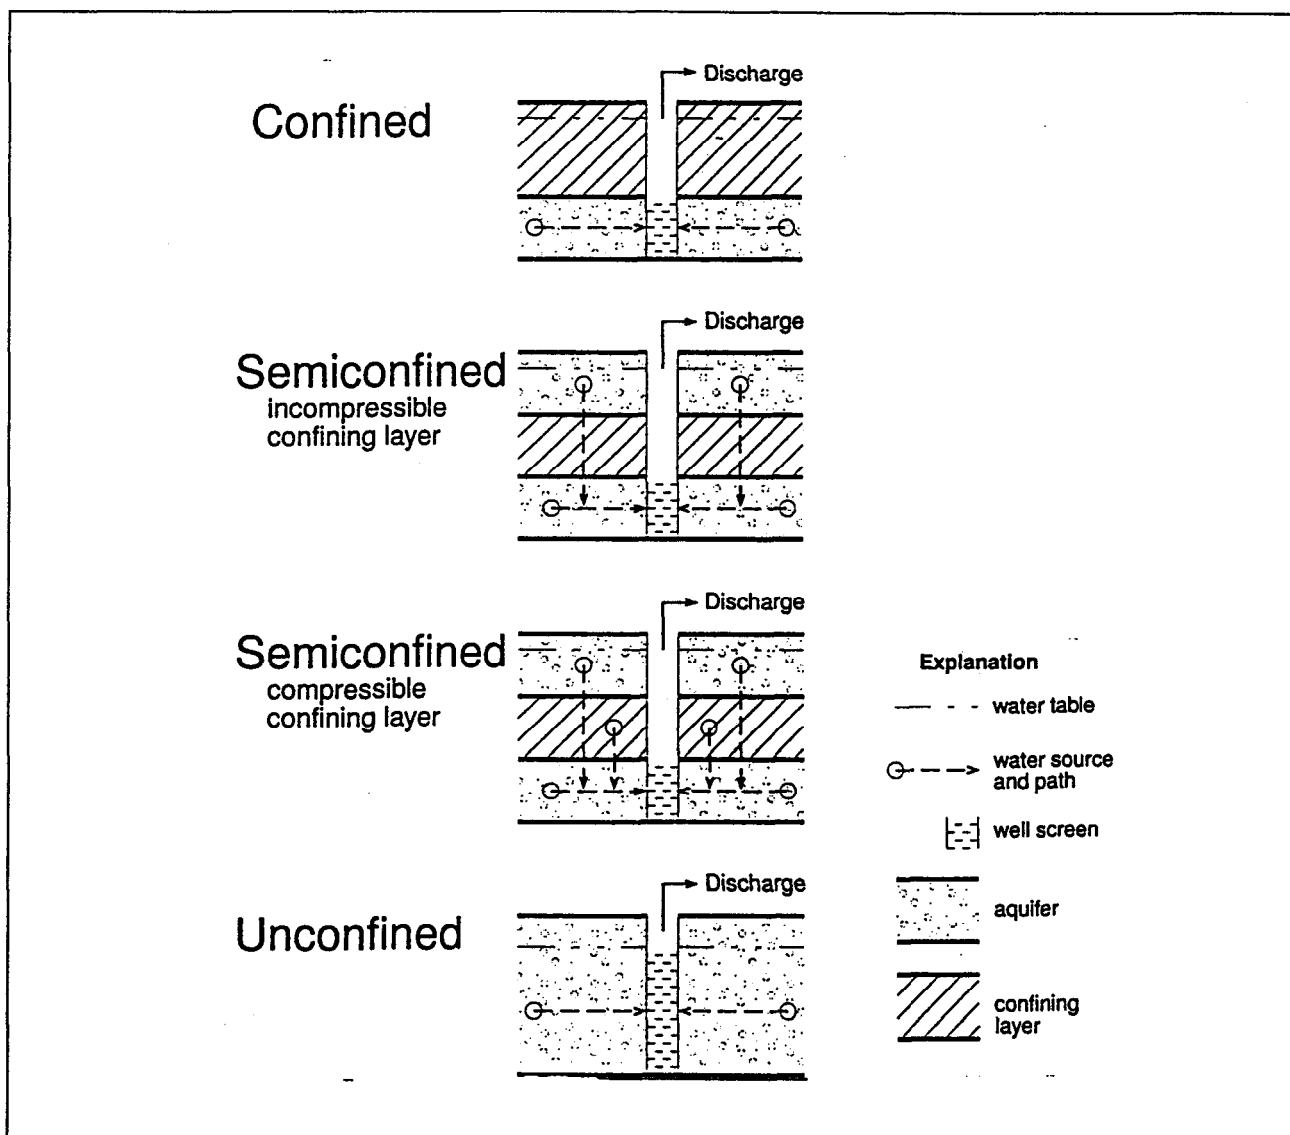 Discharge
Confined
Discharge
Semiconfined
incompressible
confining layer
Discharge
Semiconfined
compressible
confining layer
Discharge
Unconfined
Explanation
water table
water source
and path
well screen
aquifer
confining
layer